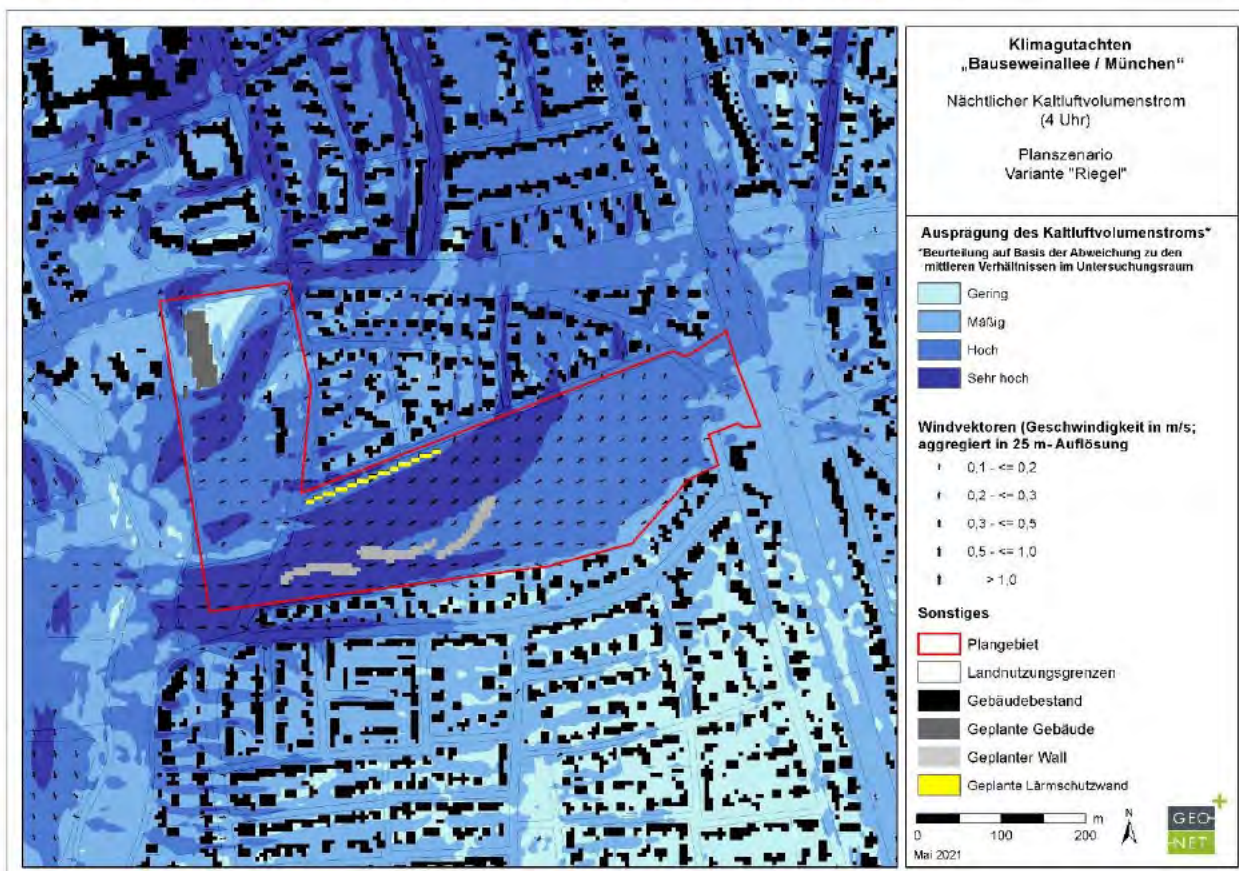 Klimagutachten
„Bauseweinallee / München“
Nächtlicher Kaltluftvolumenstrom
(4 Uhr)
Planszenario
Variante "Riegel"
Ausprägung des Kaltluftvolumenstroms*
*Beurteilung auf Basis der Abweichung zu den
mittleren Verhältnissen im Untersuchungsraum
Gering
Mäßig
Hoch
Sehr hoch
Windvektoren (Geschwindigkeit in m/s;
aggregiert in 25 m- Auflösung
0,1 - <= 0,2
0,2 - <= 0,3
0,3 - <= 0,5
0,5 - <= 1,0
> 1,0
Sonstiges
Plangebiet
Landnutzungsgrenzen
Gebäudebestand
Geplante Gebäude
Geplanter Wall
Geplante Lärmschutzwand
m
0 100 200
N
Mai 2021
GEO-
NET